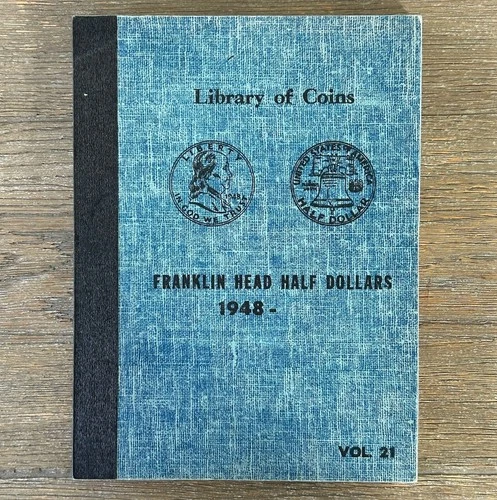 Library of Coins
LIBERTY
IN GOD WE TRUST
UNITED STATES OF AMERICA
HALF DOLLAR
FRANKLIN HEAD HALF DOLLARS
1948-
VOL. 21